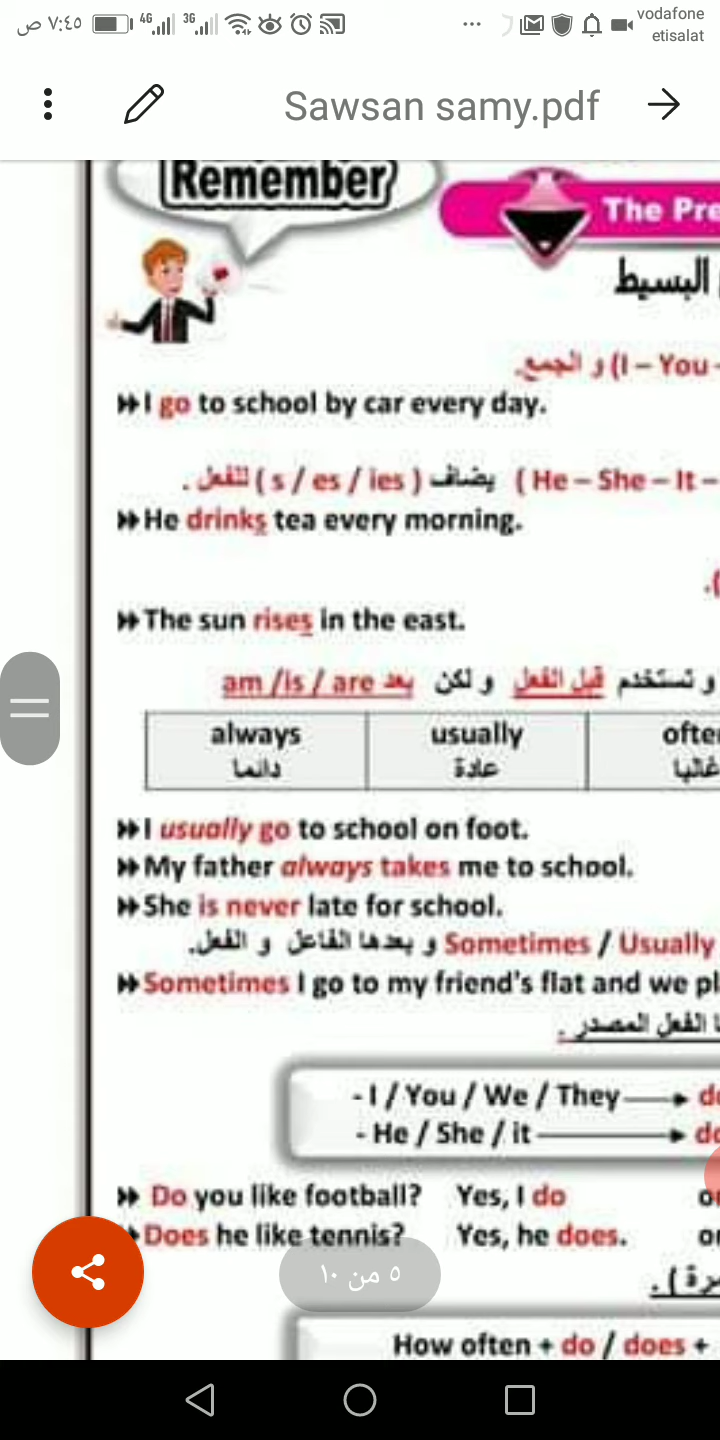 vodafone
etisalat
٧:٤٥ ص
4G
3G
Sawsan samy.pdf
Remember
The Pre
البسيط
(I – You – و الجمع.
I go to school by car every day.
( He – She – It – يضاف ( s / es / ies ) للفعل .
He drinks tea every morning.
).
The sun rises in the east.
و تستخدم قبل الفعل و لكن بعد am /is / are
always
usually
ofte
دائما
عادة
غالبا
I usually go to school on foot.
My father always takes me to school.
She is never late for school.
Sometimes / Usually و بعدها الفاعل و الفعل.
Sometimes I go to my friend's flat and we pl
ا الفعل المصدر .
- I / You / We / They d
- He / She / it d
Do you like football? Yes, I do o
Does he like tennis? Yes, he does. o
٥ من ١٠
مرة ) .
How often + do / does +